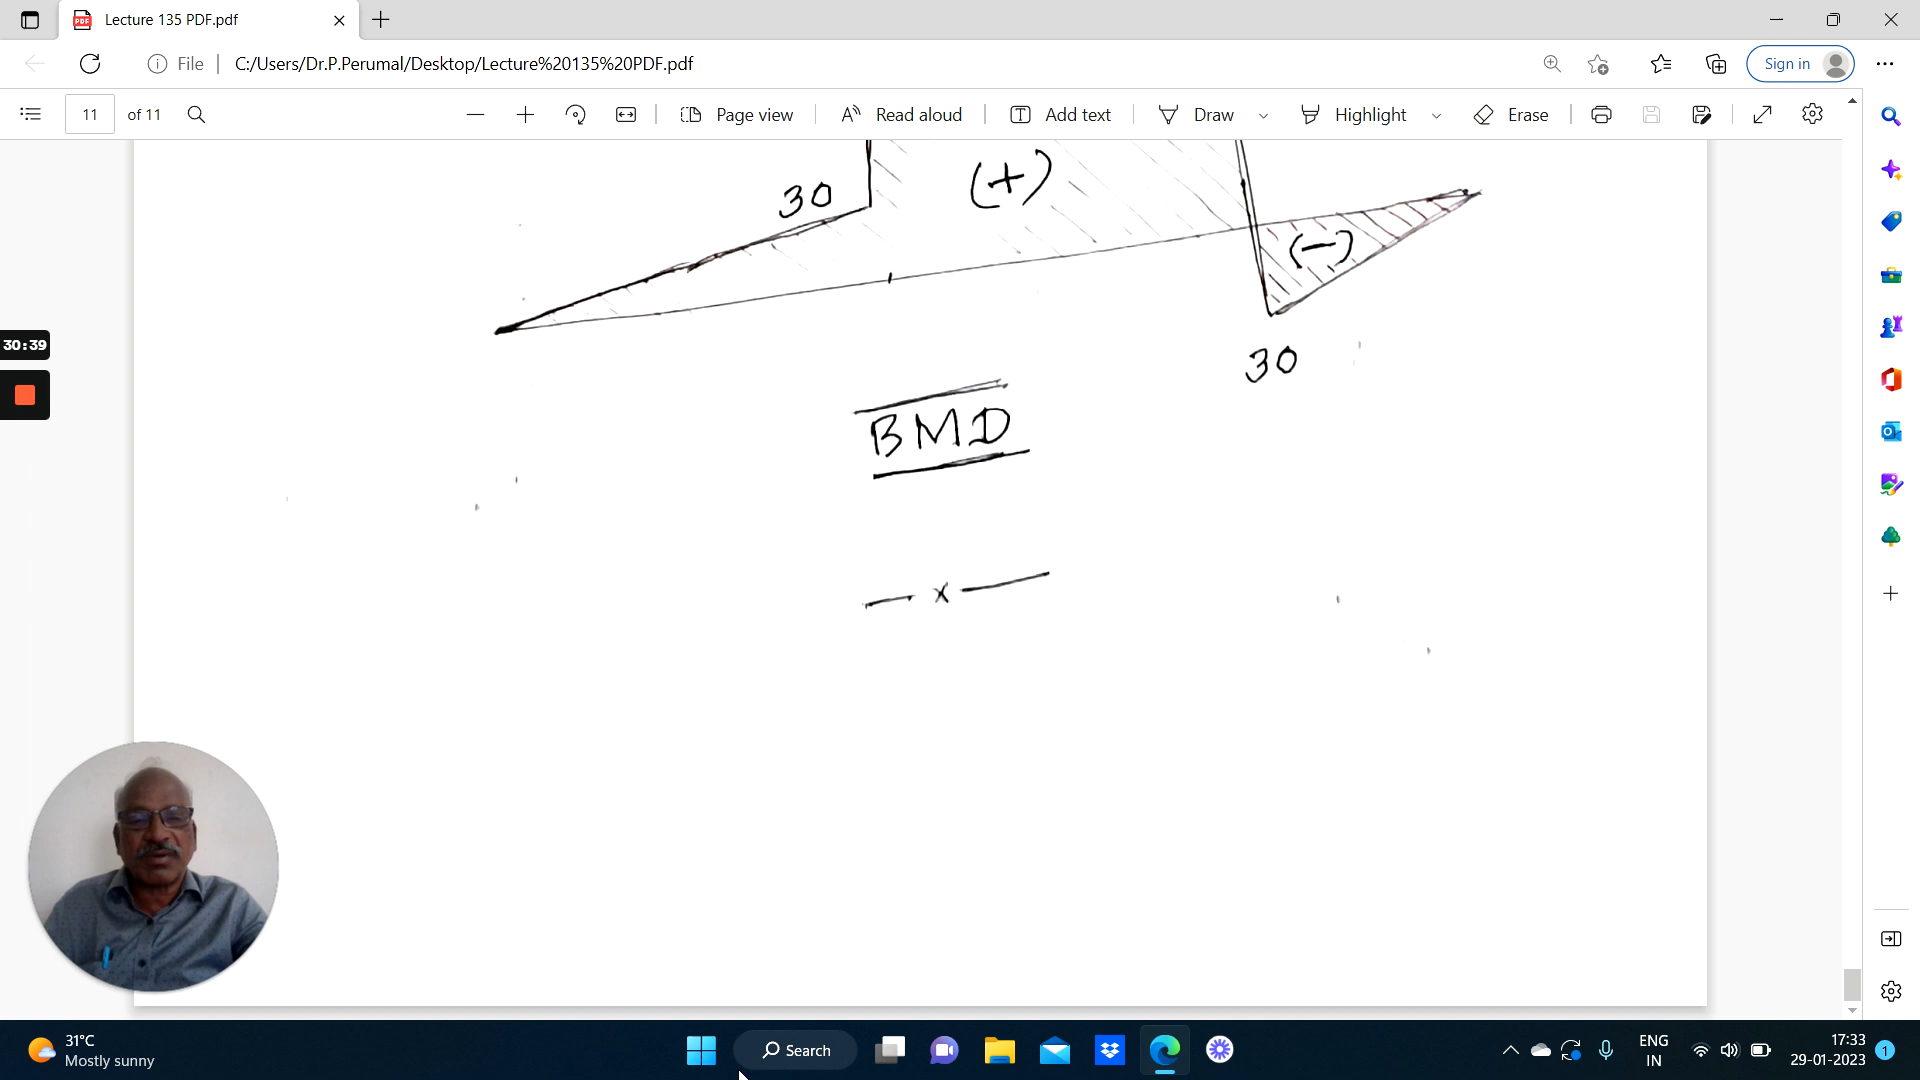 Lecture 135 PDF.pdf
File C:/Users/Dr.P.Perumal/Desktop/Lecture%20135%20PDF.pdf
Sign in
11 of 11
Page view
Read aloud
Add text
Draw
Highlight
Erase
30
(+)
(-)
30
BMD
x
30:39
31°C
Mostly sunny
Search
ENG
IN
17:33
29-01-2023
1